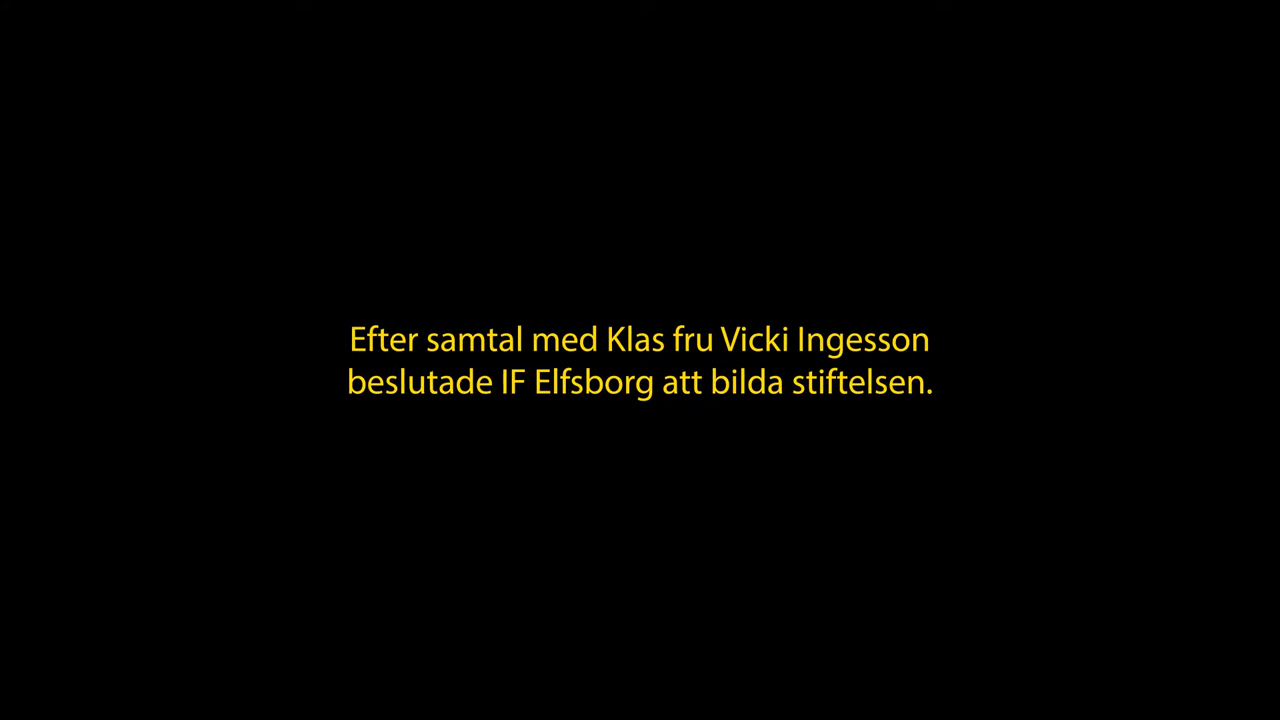 Efter samtal med Klas fru Vicki Ingesson
beslutade IF Elfsborg att bilda stiftelsen.